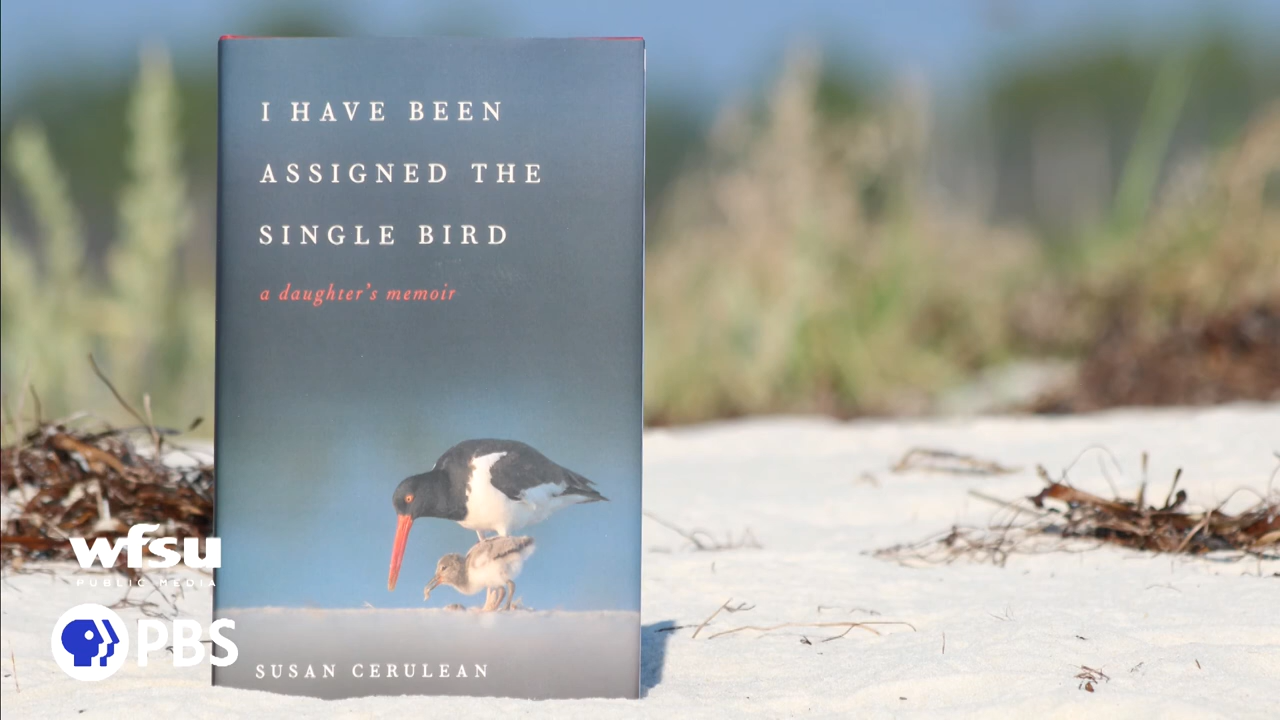 I HAVE BEEN
ASSIGNED THE
SINGLE BIRD
a daughter's memoir
SUSAN CERULEAN
wfsu
PUBLIC MEDIA
PBS